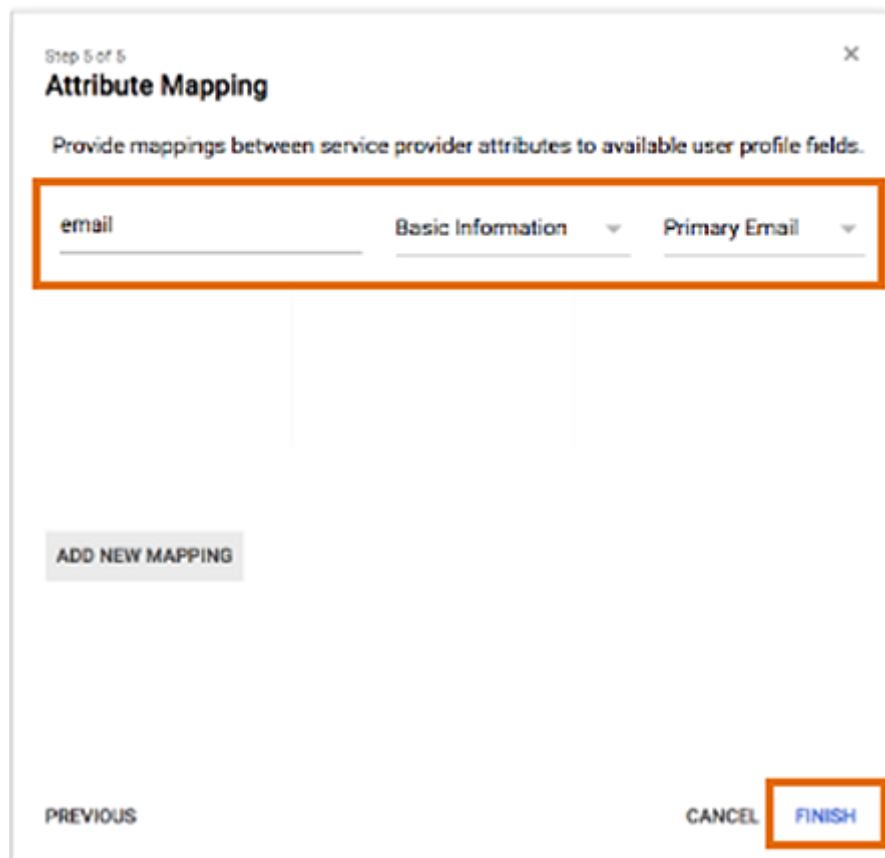 Step 5 of 5
Attribute Mapping
Provide mappings between service provider attributes to available user profile fields.
email Basic Information Primary Email
ADD NEW MAPPING
PREVIOUS CANCEL FINISH